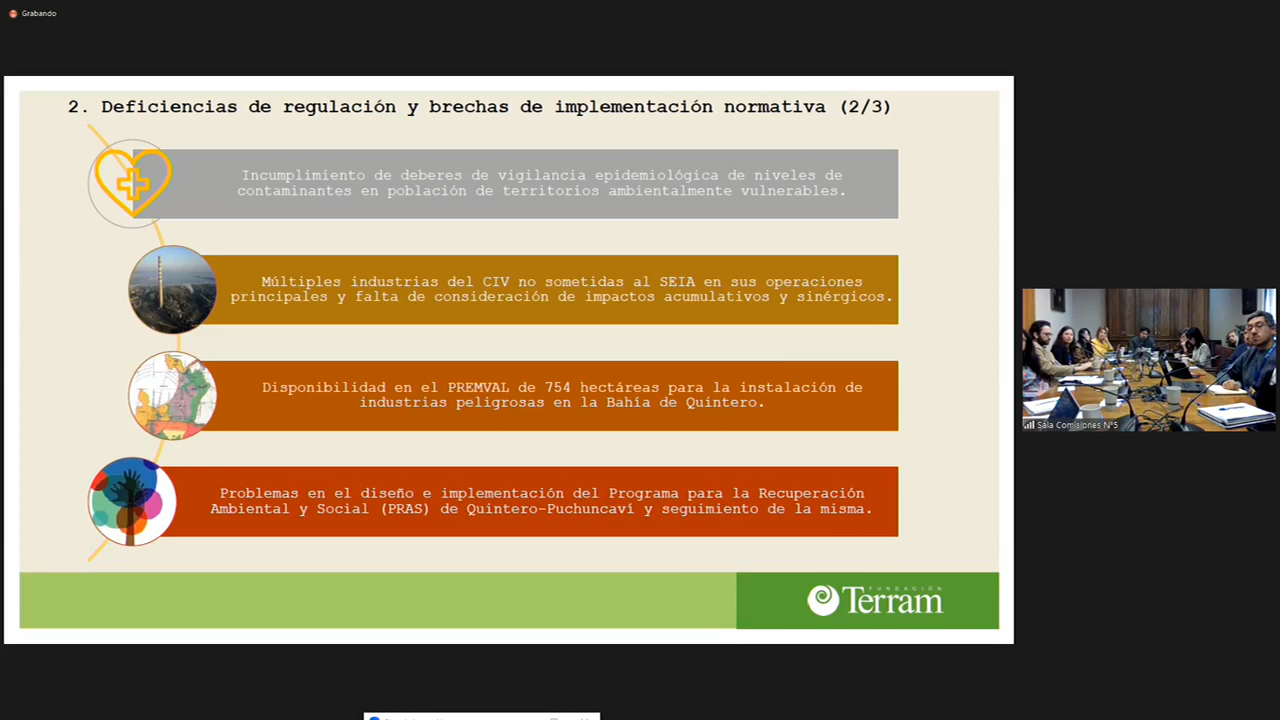 Grabando
2. Deficiencias de regulación y brechas de implementación normativa (2/3)
Incumplimiento de deberes de vigilancia epidemiológica de niveles de
contaminantes en población de territorios ambientalmente vulnerables.
Múltiples industrias del CIV no sometidas al SEIA en sus operaciones
principales y falta de consideración de impactos acumulativos y sinérgicos.
Disponibilidad en el PREMVAL de 754 hectáreas para la instalación de
industrias peligrosas en la Bahía de Quintero.
Problemas en el diseño e implementación del Programa para la Recuperación
Ambiental y Social (PRAS) de Quintero-Puchuncaví y seguimiento de la misma.
FUNDACIÓN
Terram
Sala Comisiones N°5